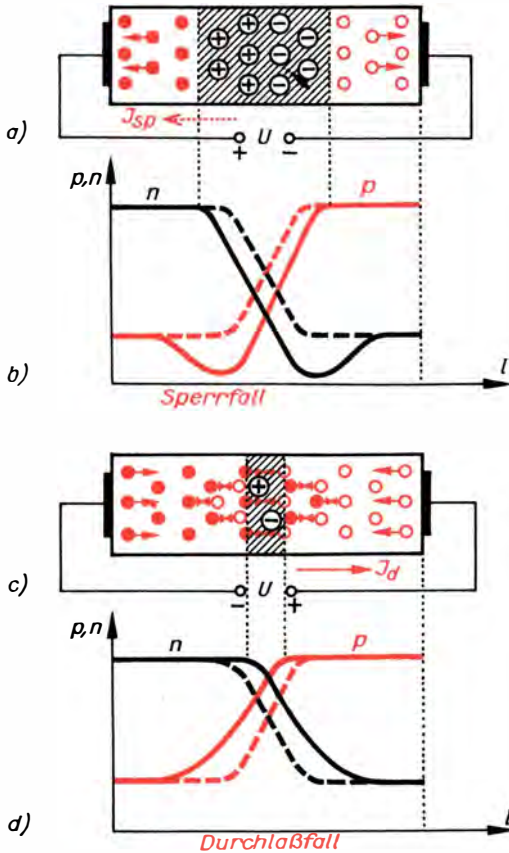 a)
J_sp
U
+ −
p,n
n
p
b)
Sperrfall
l
c)
J_d
U
− +
p,n
n
p
d)
Durchlaßfall
l